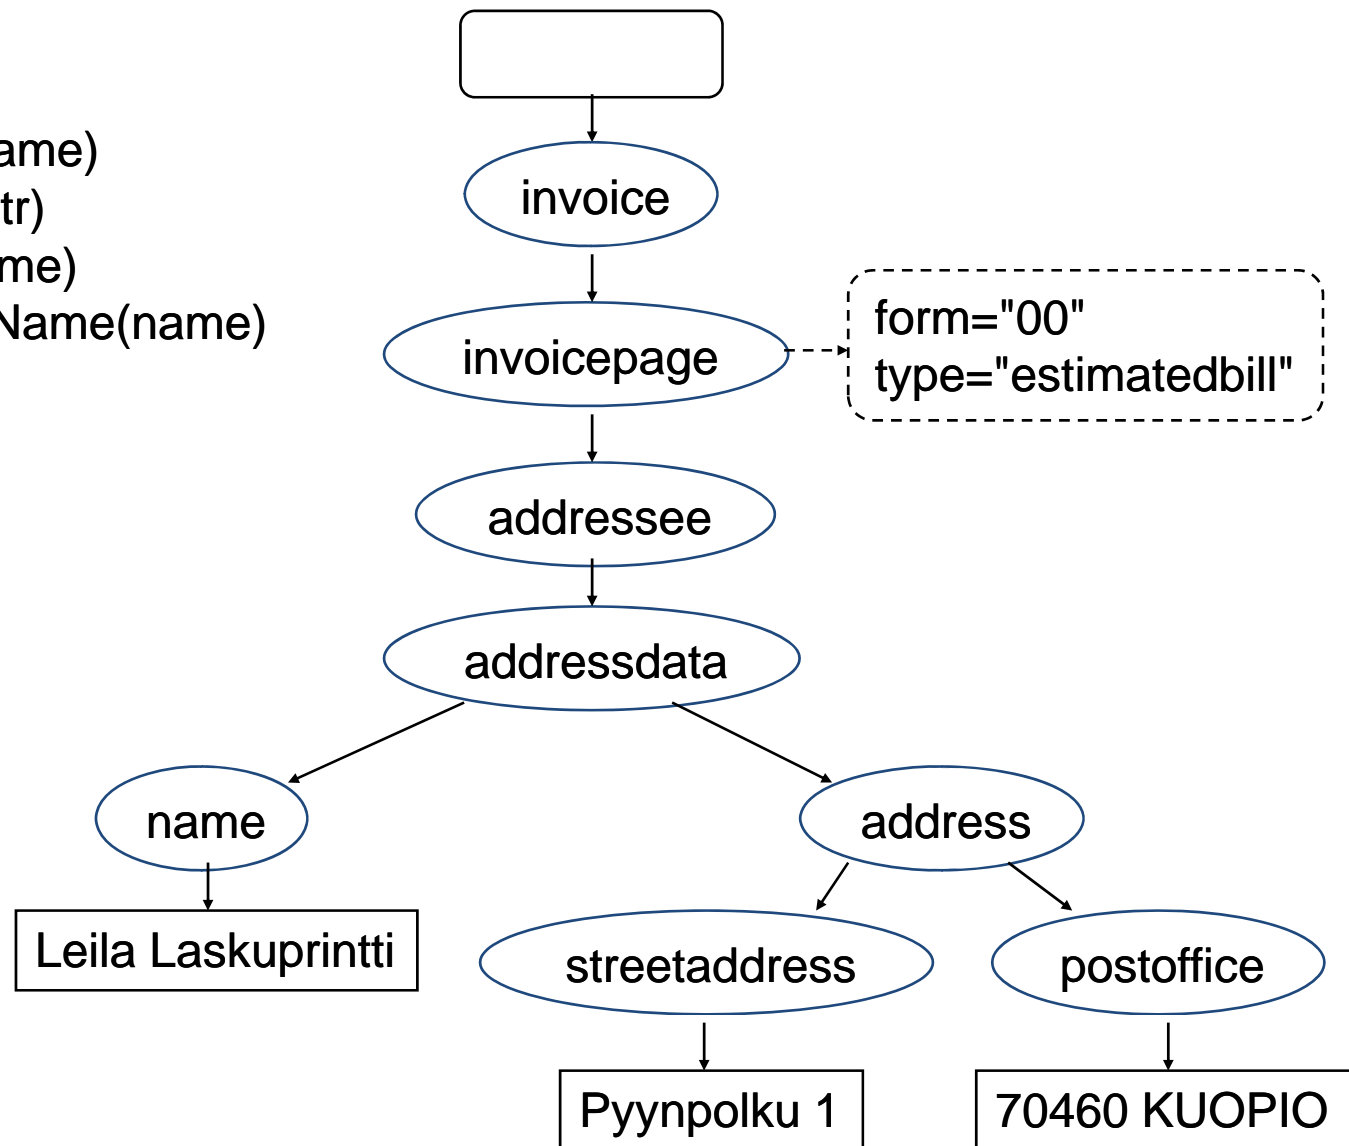 ame)
tr)
me)
Name(name)
invoice
invoicepage
form="00"
type="estimatedbill"
addressee
addressdata
name
address
Leila Laskuprintti
streetaddress
postoffice
Pyynpolku 1
70460 KUOPIO